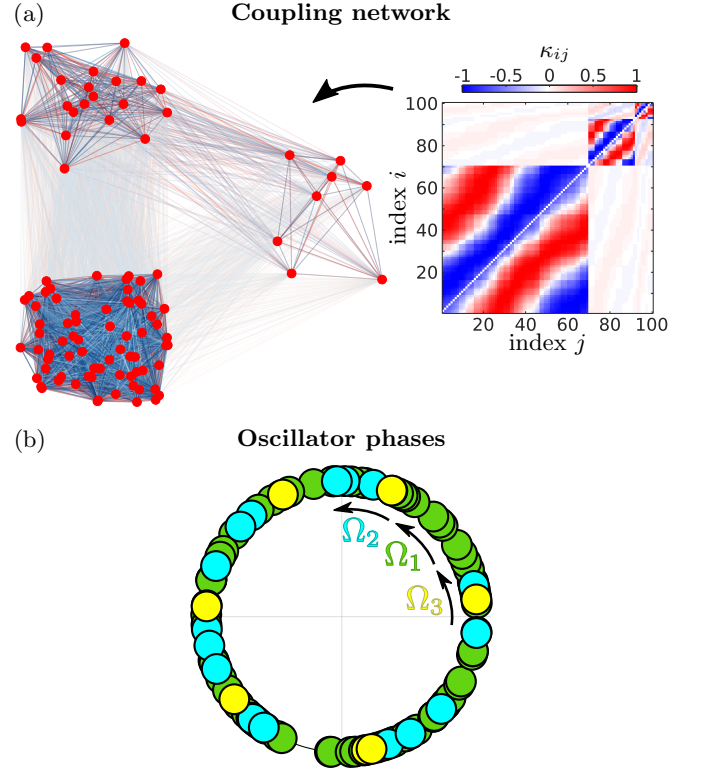 (a)
Coupling network
κij
-1 -0.5 0 0.5 1
100
80
60
40
20
index i
20 40 60 80 100
index j
(b)
Oscillator phases
Ω2
Ω1
Ω3